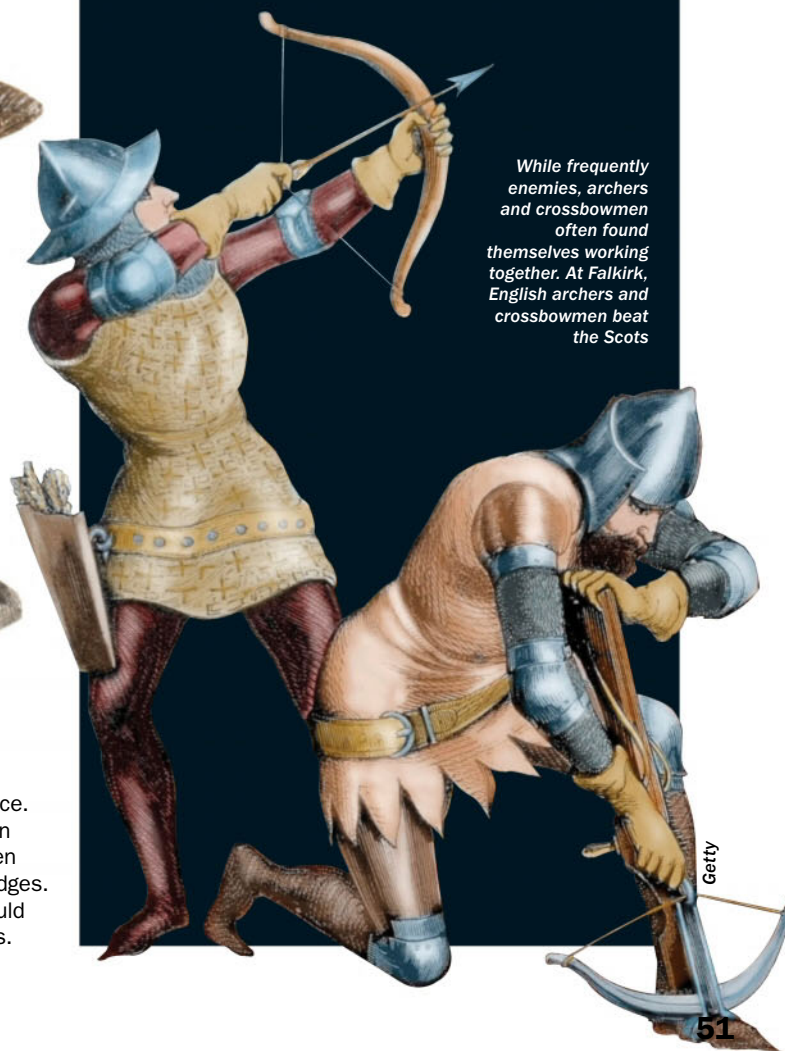 While frequently
enemies, archers
and crossbowmen
often found
themselves working
together. At Falkirk,
English archers and
crossbowmen beat
the Scots
Getty
51